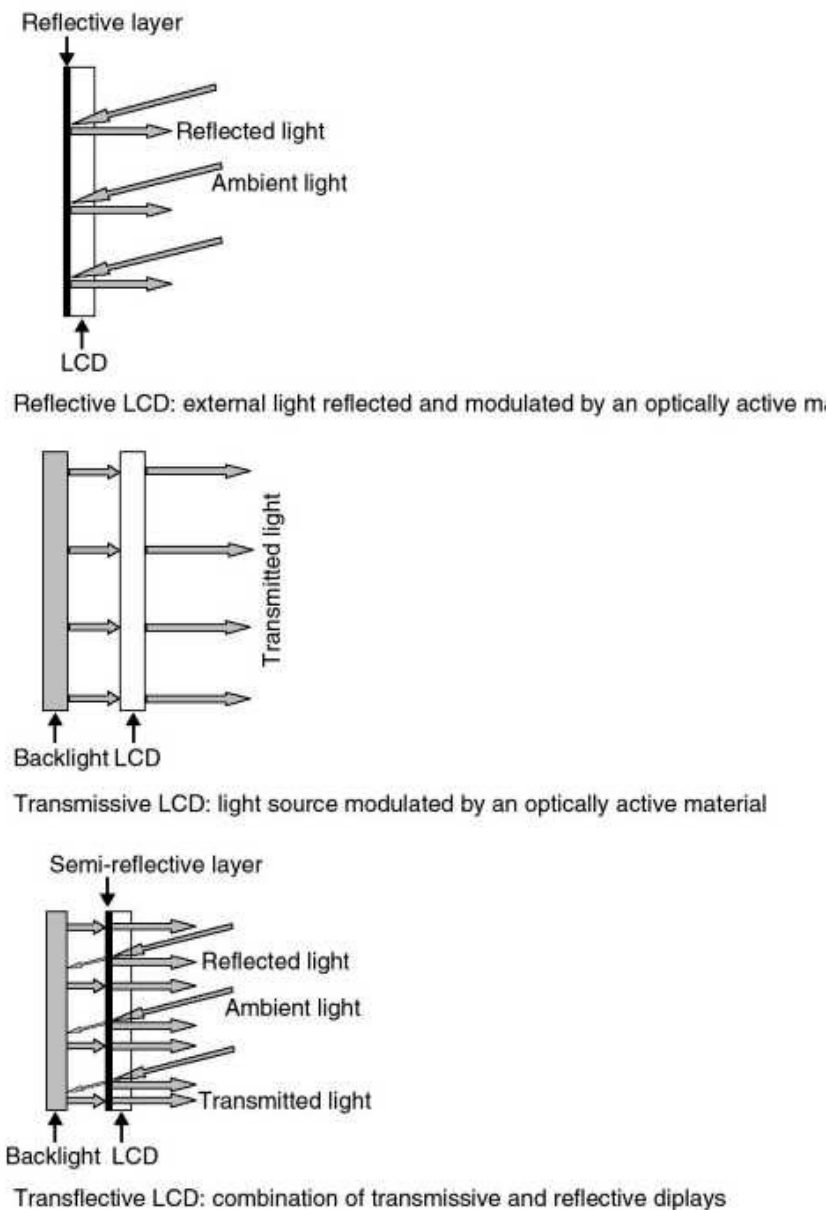 Reflective layer
Reflected light
Ambient light
LCD
Reflective LCD: external light reflected and modulated by an optically active
Transmitted light
Backlight LCD
Transmissive LCD: light source modulated by an optically active material
Semi-reflective layer
Reflected light
Ambient light
Transmitted light
Backlight LCD
Transflective LCD: combination of transmissive and reflective diplays